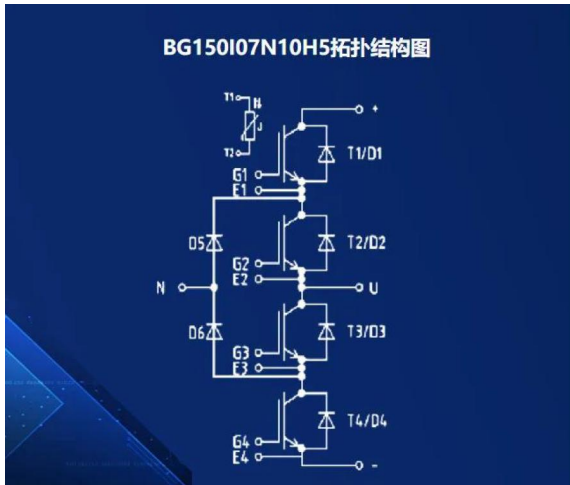 BG150I07N10H5拓扑结构图
T1
T2
+
T1/D1
G1
E1
D5
T2/D2
G2
E2
N
U
D6
T3/D3
G3
E3
T4/D4
G4
E4
-